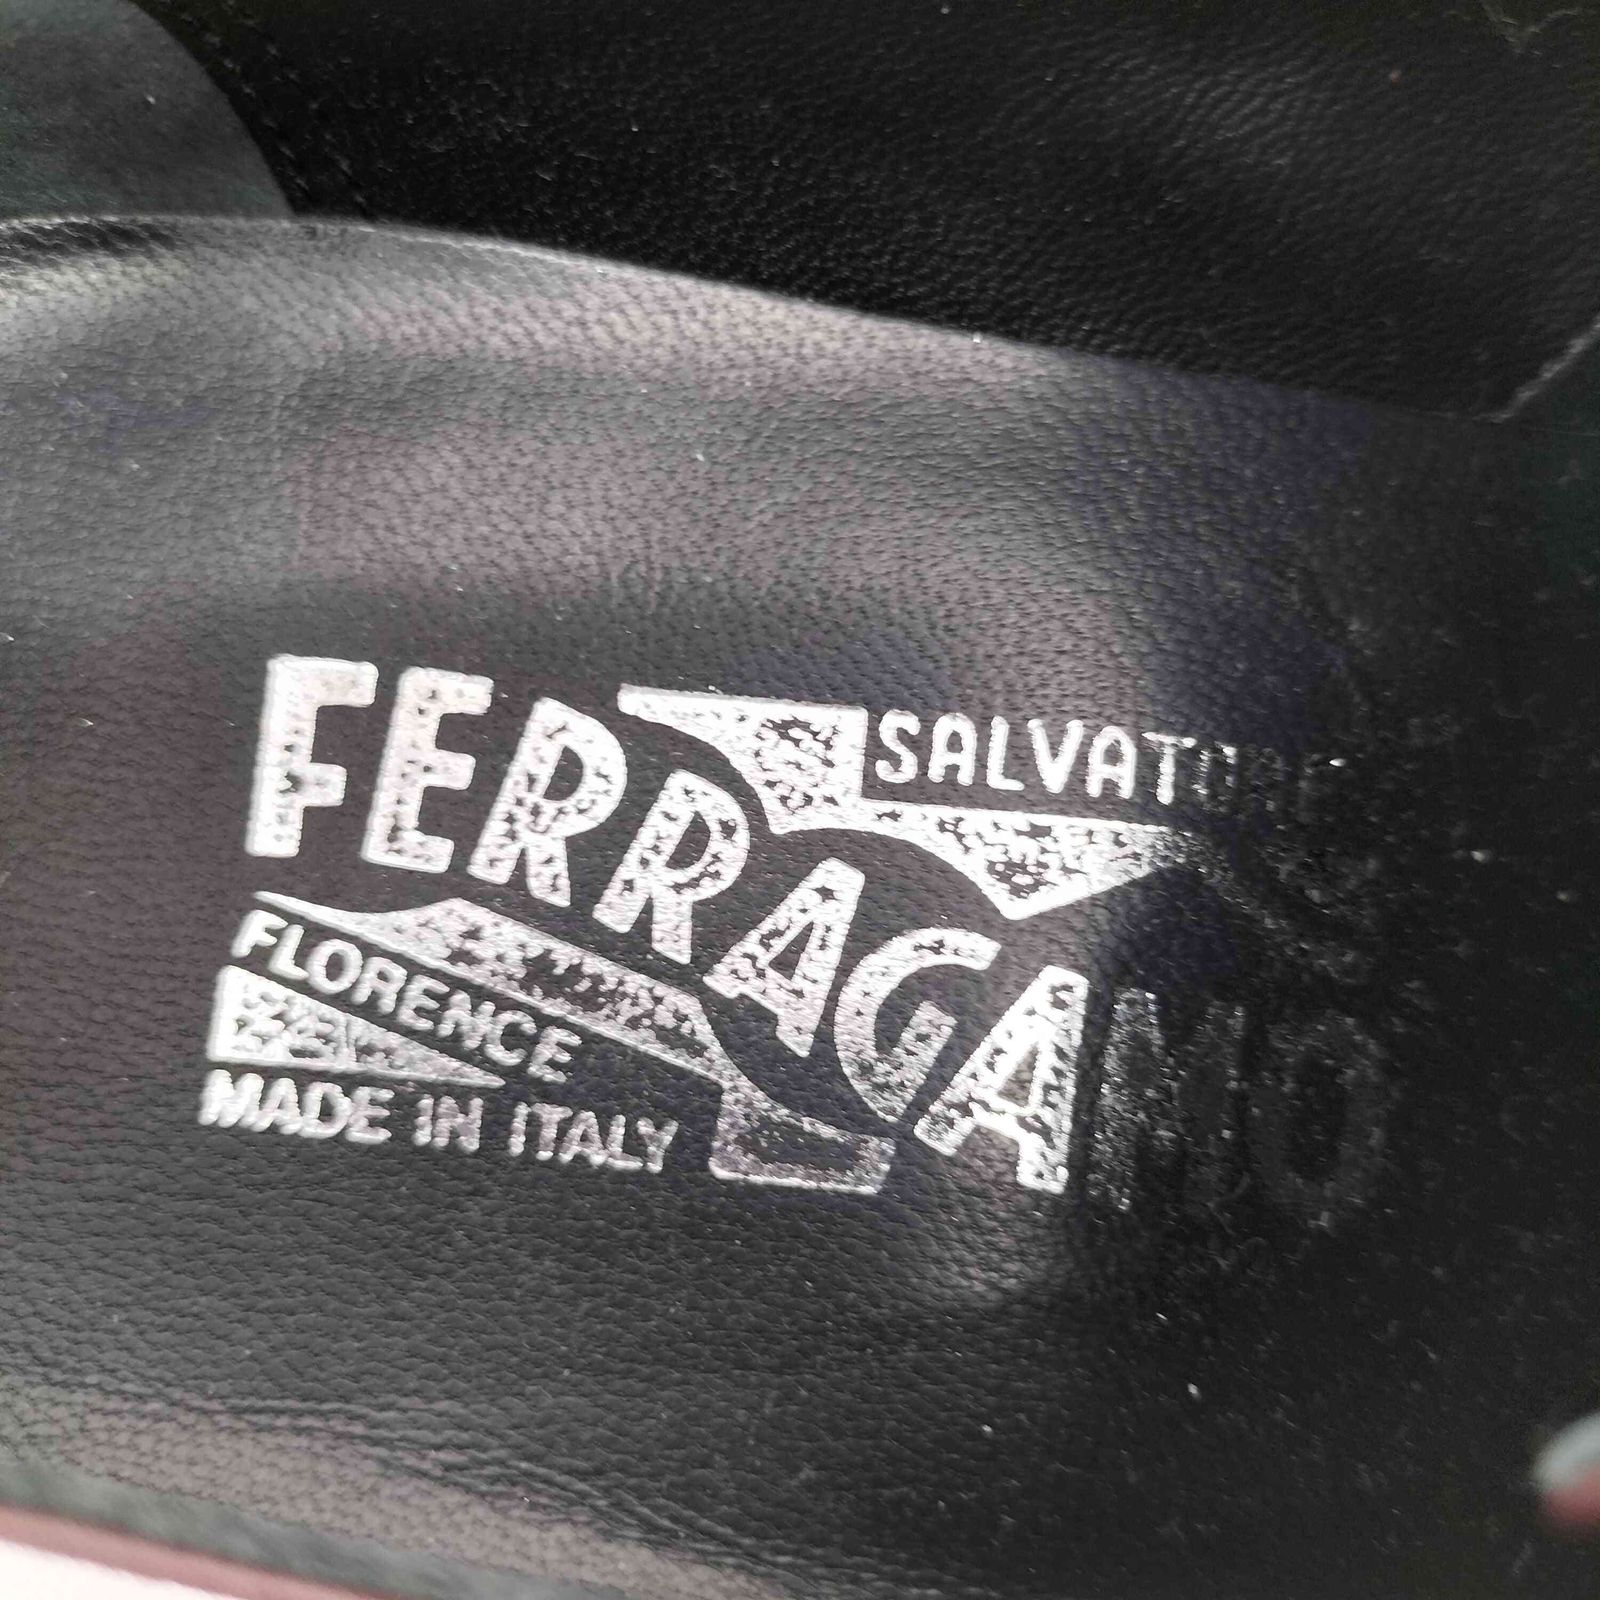 SALVATORE
FERRAGAMO
FLORENCE
MADE IN ITALY